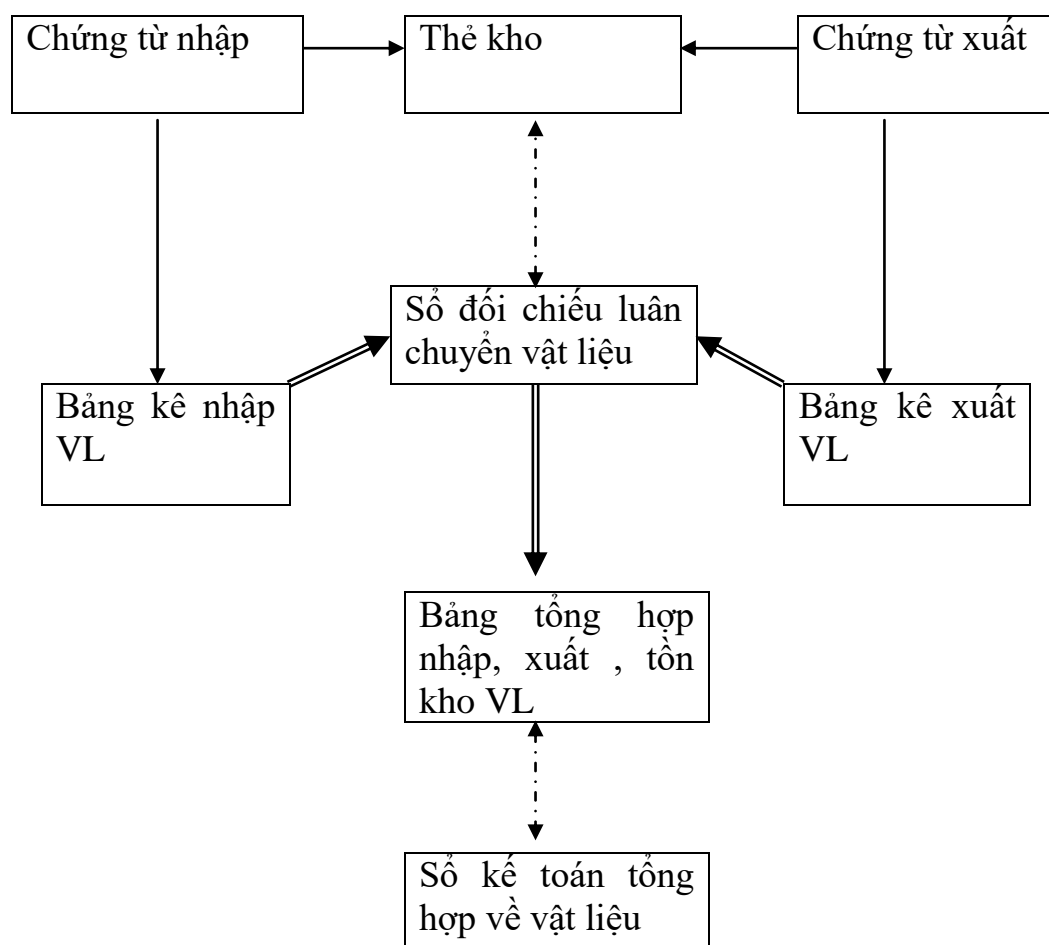 Chứng từ nhập
Thẻ kho
Chứng từ xuất
Sổ đối chiếu luân
chuyển vật liệu
Bảng kê nhập
VL
Bảng kê xuất
VL
Bảng tổng hợp
nhập, xuất , tồn
kho VL
Sổ kế toán tổng
hợp về vật liệu